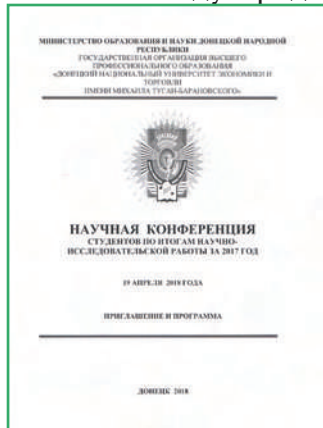 МИНИСТЕРСТВО ОБРАЗОВАНИЯ И НАУКИ ДОНЕЦКОЙ НАРОДНОЙ
РЕСПУБЛИКИ
ГОСУДАРСТВЕННАЯ ОРГАНИЗАЦИЯ ВЫСШЕГО
ПРОФЕССИОНАЛЬНОГО ОБРАЗОВАНИЯ
«ДОНЕЦКИЙ НАЦИОНАЛЬНЫЙ УНИВЕРСИТЕТ ЭКОНОМИКИ И
ТОРГОВЛИ
ИМЕНИ МИХАИЛА ТУГАН-БАРАНОВСКОГО»
НАУЧНАЯ КОНФЕРЕНЦИЯ
СТУДЕНТОВ ПО ИТОГАМ НАУЧНО-
ИССЛЕДОВАТЕЛЬСКОЙ РАБОТЫ ЗА 2017 ГОД
19 АПРЕЛЯ 2018 ГОДА
ПРИГЛАШЕНИЕ И ПРОГРАММА
ДОНЕЦК 2018